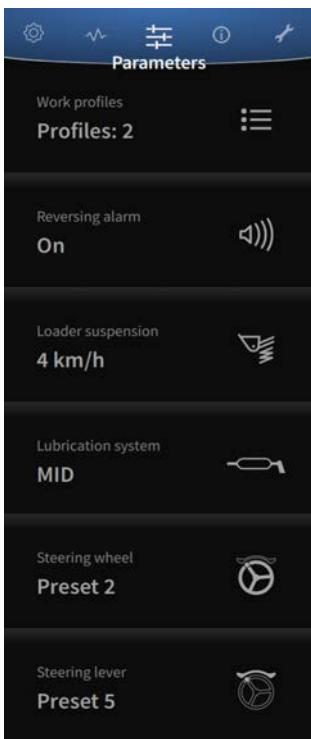 Parameters
Work profiles
Profiles: 2
Reversing alarm
On
Loader suspension
4 km/h
Lubrication system
MID
Steering wheel
Preset 2
Steering lever
Preset 5